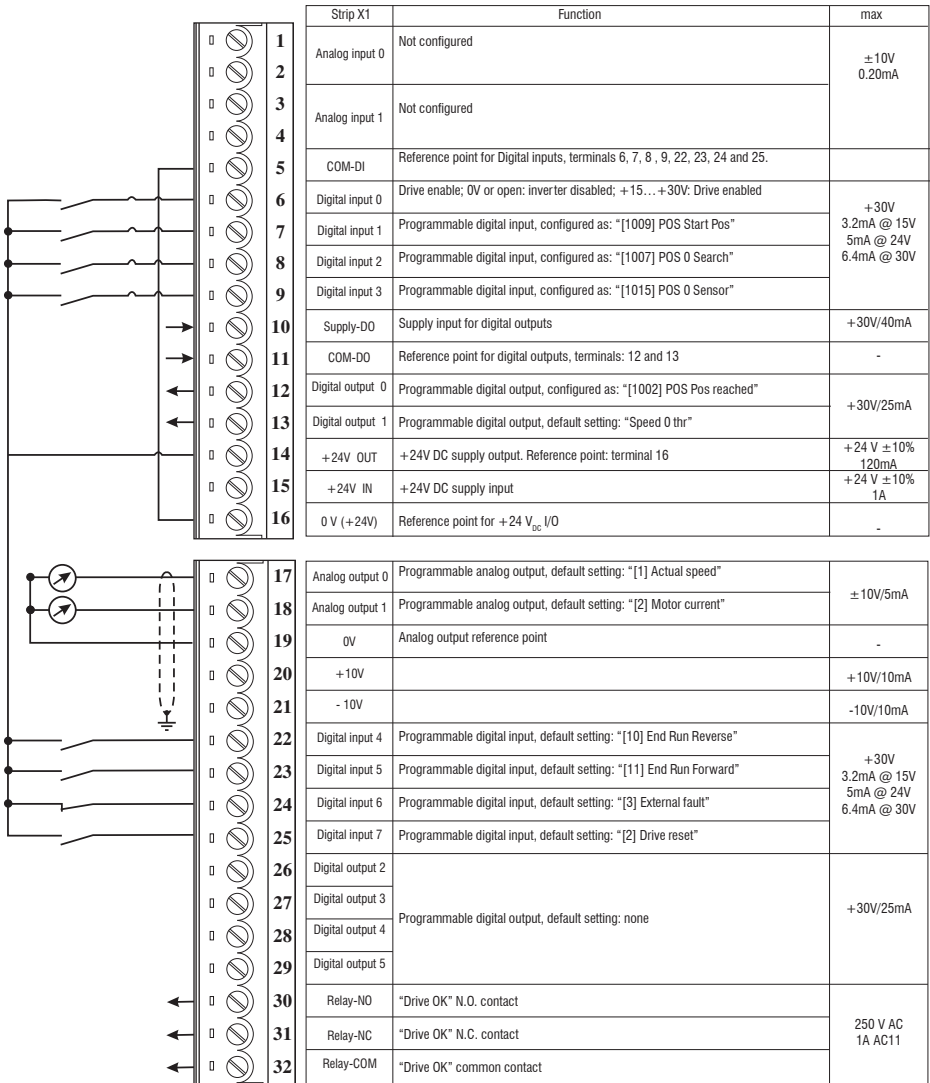 Strip X1 Function max
1 Analog input 0 Not configured ±10V
2 0.20mA
3 Analog input 1 Not configured
4
5 COM-DI Reference point for Digital inputs, terminals 6, 7, 8 , 9, 22, 23, 24 and 25.
6 Digital input 0 Drive enable; 0V or open: inverter disabled; +15…+30V: Drive enabled +30V
7 Digital input 1 Programmable digital input, configured as: “[1009] POS Start Pos” 3.2mA @ 15V
5mA @ 24V
8 Digital input 2 Programmable digital input, configured as: “[1007] POS 0 Search” 6.4mA @ 30V
9 Digital input 3 Programmable digital input, configured as: “[1015] POS 0 Sensor”
10 Supply-DO Supply input for digital outputs +30V/40mA
11 COM-DO Reference point for digital outputs, terminals: 12 and 13 -
12 Digital output 0 Programmable digital output, configured as: “[1002] POS Pos reached” +30V/25mA
13 Digital output 1 Programmable digital output, default setting: “Speed 0 thr”
14 +24V OUT +24V DC supply output. Reference point: terminal 16 +24 V ±10%
120mA
15 +24V IN +24V DC supply input +24 V ±10%
1A
16 0 V (+24V) Reference point for +24 VDC I/O -
17 Analog output 0 Programmable analog output, default setting: “[1] Actual speed” ±10V/5mA
18 Analog output 1 Programmable analog output, default setting: “[2] Motor current”
19 0V Analog output reference point -
20 +10V +10V/10mA
21 - 10V -10V/10mA
22 Digital input 4 Programmable digital input, default setting: “[10] End Run Reverse” +30V
23 Digital input 5 Programmable digital input, default setting: “[11] End Run Forward” 3.2mA @ 15V
5mA @ 24V
24 Digital input 6 Programmable digital input, default setting: “[3] External fault” 6.4mA @ 30V
25 Digital input 7 Programmable digital input, default setting: “[2] Drive reset”
26 Digital output 2
27 Digital output 3 Programmable digital output, default setting: none +30V/25mA
28 Digital output 4
29 Digital output 5
30 Relay-NO “Drive OK” N.O. contact 250 V AC
31 Relay-NC “Drive OK” N.C. contact 1A AC11
32 Relay-COM “Drive OK” common contact